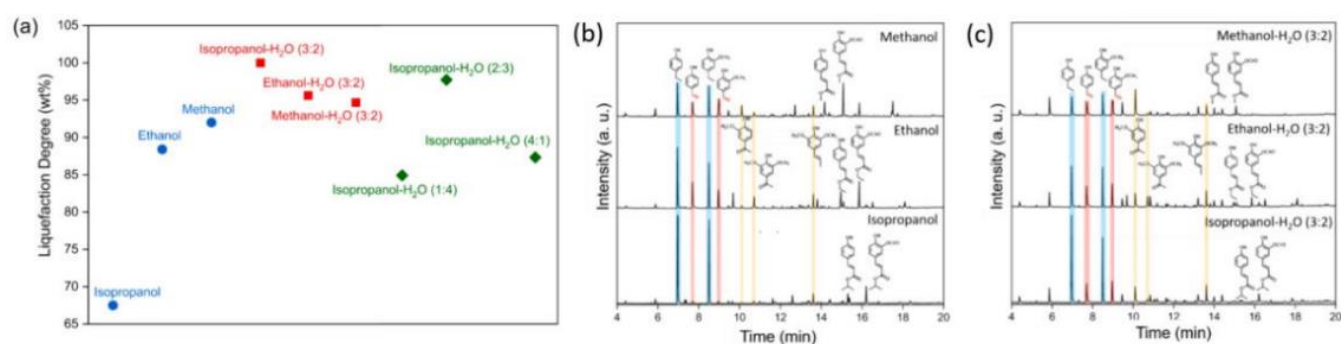 (a)
Liquefaction Degree (wt%)
105
100
95
90
85
80
75
70
65
Isopropanol-H₂O (3:2)
Isopropanol-H₂O (2:3)
Ethanol-H₂O (3:2)
Methanol
Methanol-H₂O (3:2)
Ethanol
Isopropanol-H₂O (4:1)
Isopropanol-H₂O (1:4)
Isopropanol
(b)
Intensity (a. u.)
Methanol
Ethanol
Isopropanol
4 6 8 10 12 14 16 18 20
Time (min)
(c)
Intensity (a. u.)
Methanol-H₂O (3:2)
Ethanol-H₂O (3:2)
Isopropanol-H₂O (3:2)
4 6 8 10 12 14 16 18 20
Time (min)